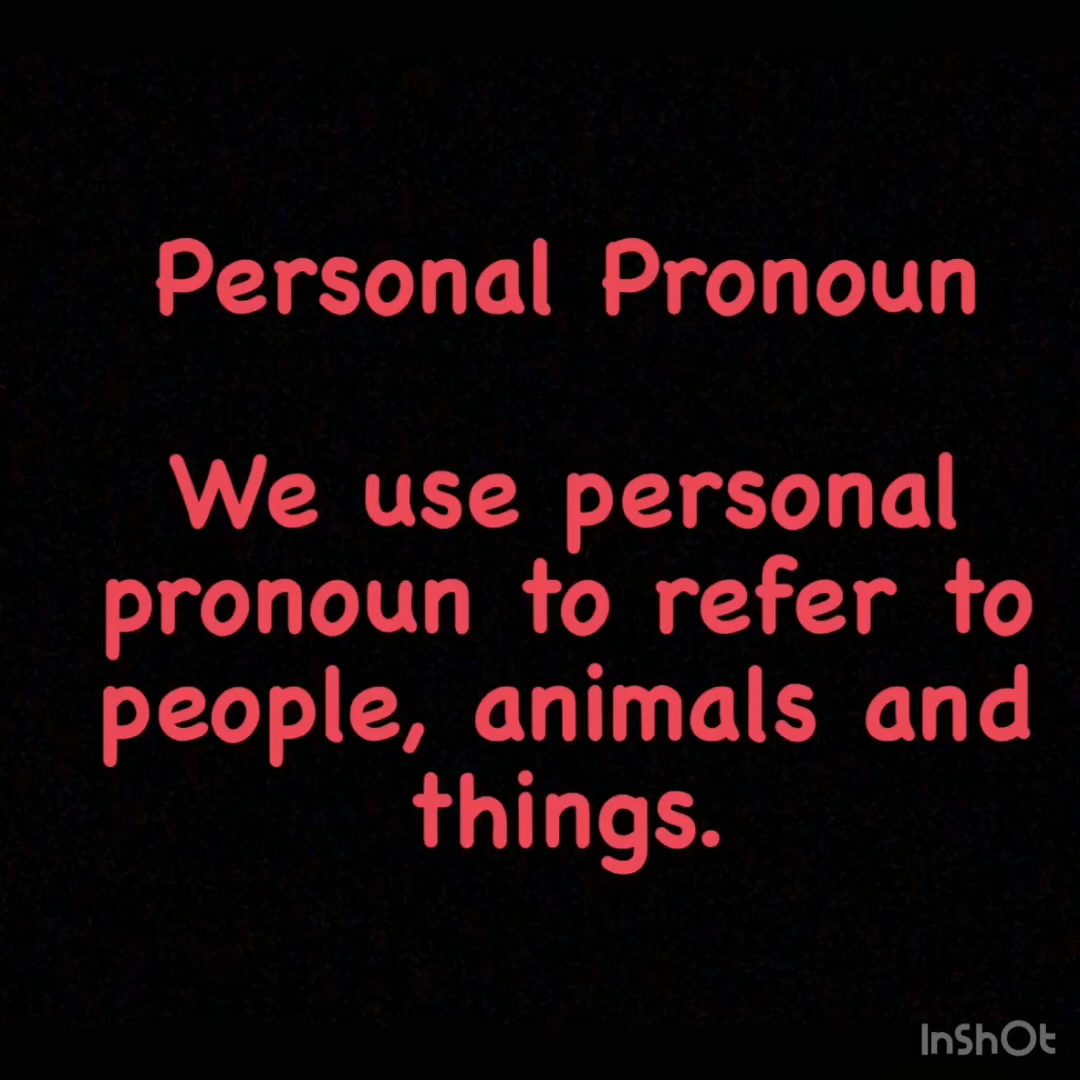 Personal Pronoun
We use personal
pronoun to refer to
people, animals and
things.
InShOt